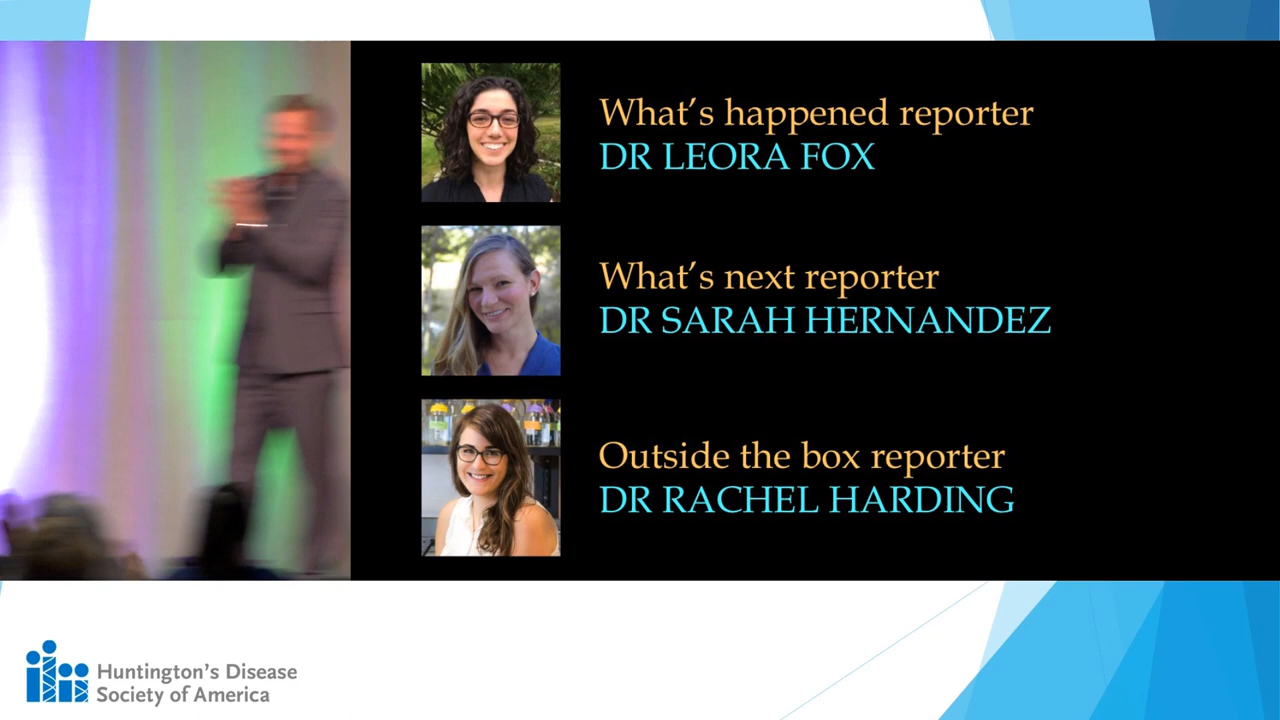 What’s happened reporter
DR LEORA FOX
What’s next reporter
DR SARAH HERNANDEZ
Outside the box reporter
DR RACHEL HARDING
Huntington’s Disease
Society of America